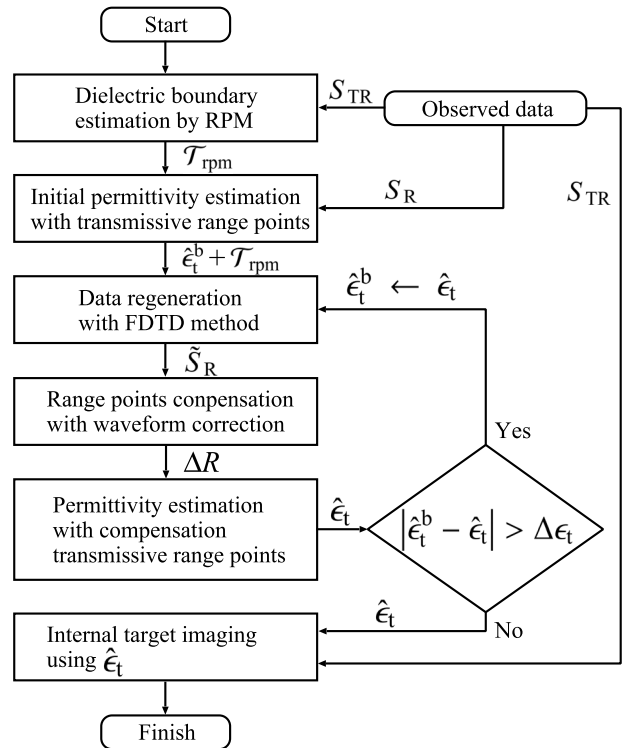 Start
Dielectric boundary
estimation by RPM
S_TR
Observed data
𝒯_rpm
Initial permittivity estimation
with transmissive range points
S_R
S_TR
ε̂_t^b + 𝒯_rpm
Data regeneration
with FDTD method
ε̂_t^b ← ε̂_t
S̃_R
Range points conpensation
with waveform correction
Yes
ΔR
Permittivity estimation
with compensation
transmissive range points
ε̂_t
|ε̂_t^b − ε̂_t| > Δε_t
ε̂_t
No
Internal target imaging
using ε̂_t
Finish